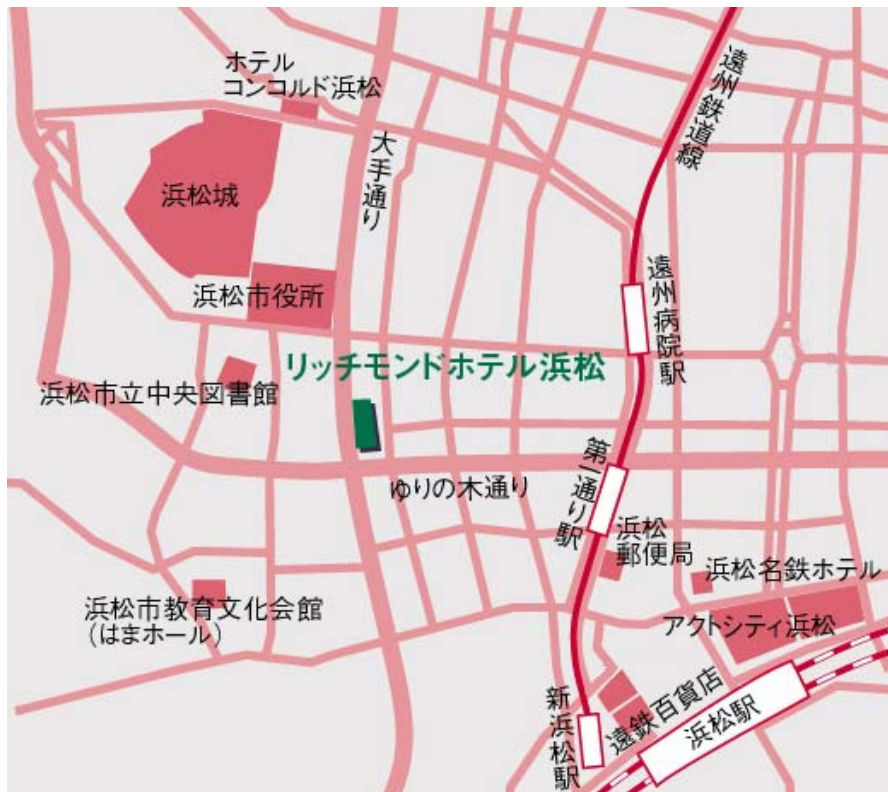 ホテル
コンコルド浜松
大手通り
遠州鉄道線
浜松城
浜松市役所
遠州病院駅
リッチモンドホテル浜松
浜松市立中央図書館
ゆりの木通り
第一通り駅
浜松
郵便局
浜松名鉄ホテル
浜松市教育文化会館
(はまホール)
アクトシティ浜松
新浜松駅
遠鉄百貨店
浜松駅